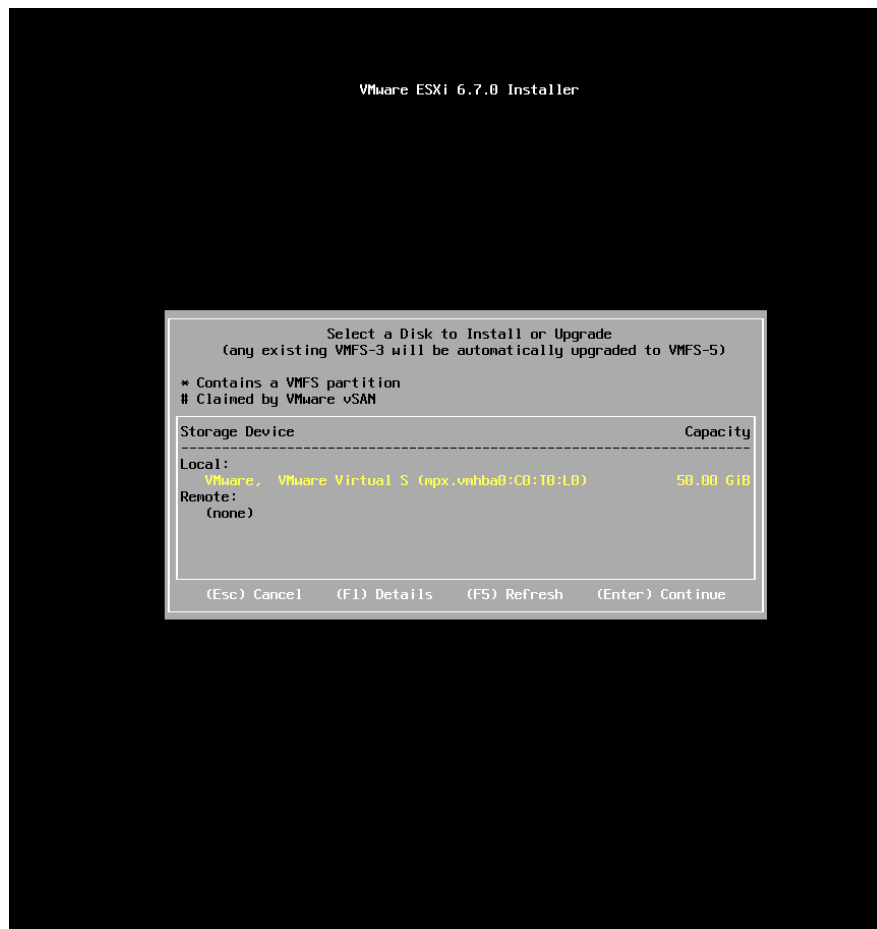 VMware ESXi 6.7.0 Installer
Select a Disk to Install or Upgrade
(any existing VMFS-3 will be automatically upgraded to VMFS-5)
* Contains a VMFS partition
# Claimed by VMware vSAN
Storage Device Capacity
Local:
VMware, VMware Virtual S (mpx.vmhba0:C0:T0:L0) 50.00 GiB
Remote:
(none)
(Esc) Cancel (F1) Details (F5) Refresh (Enter) Continue